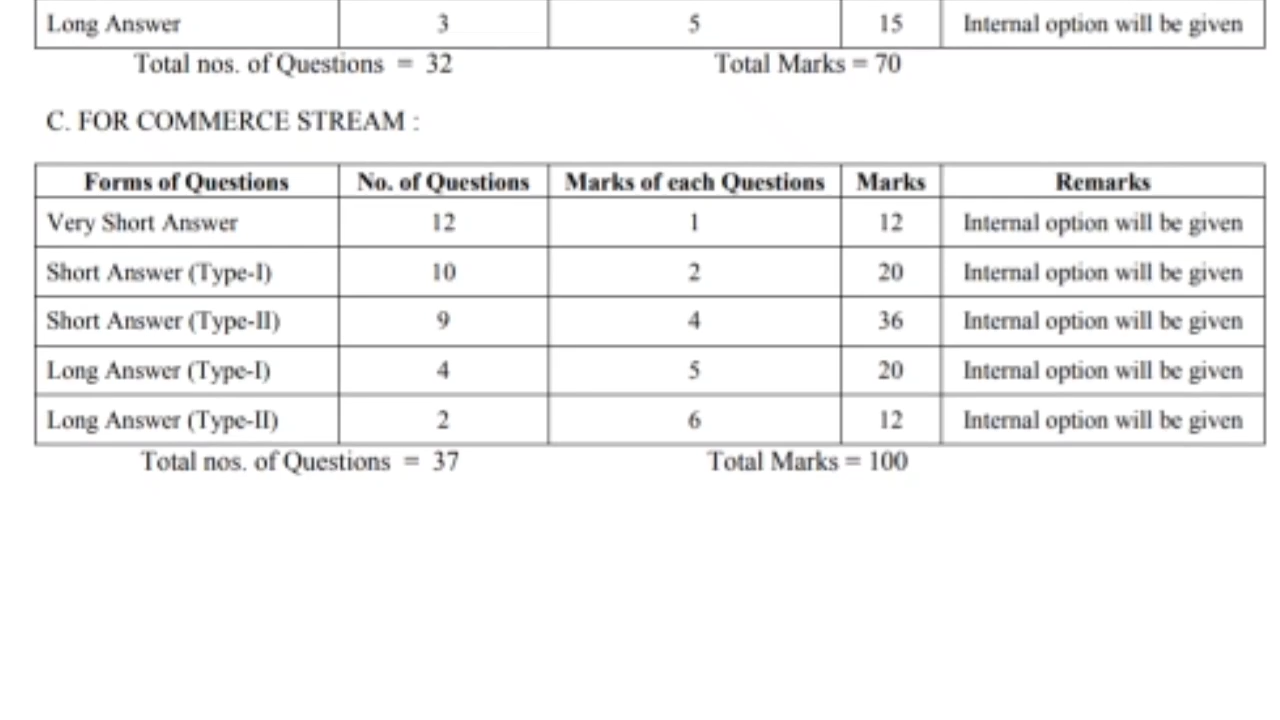 Long Answer 3 5 15 Internal option will be given
Total nos. of Questions = 32 Total Marks = 70
C. FOR COMMERCE STREAM :
Forms of Questions No. of Questions Marks of each Questions Marks Remarks
Very Short Answer 12 1 12 Internal option will be given
Short Answer (Type-I) 10 2 20 Internal option will be given
Short Answer (Type-II) 9 4 36 Internal option will be given
Long Answer (Type-I) 4 5 20 Internal option will be given
Long Answer (Type-II) 2 6 12 Internal option will be given
Total nos. of Questions = 37 Total Marks = 100